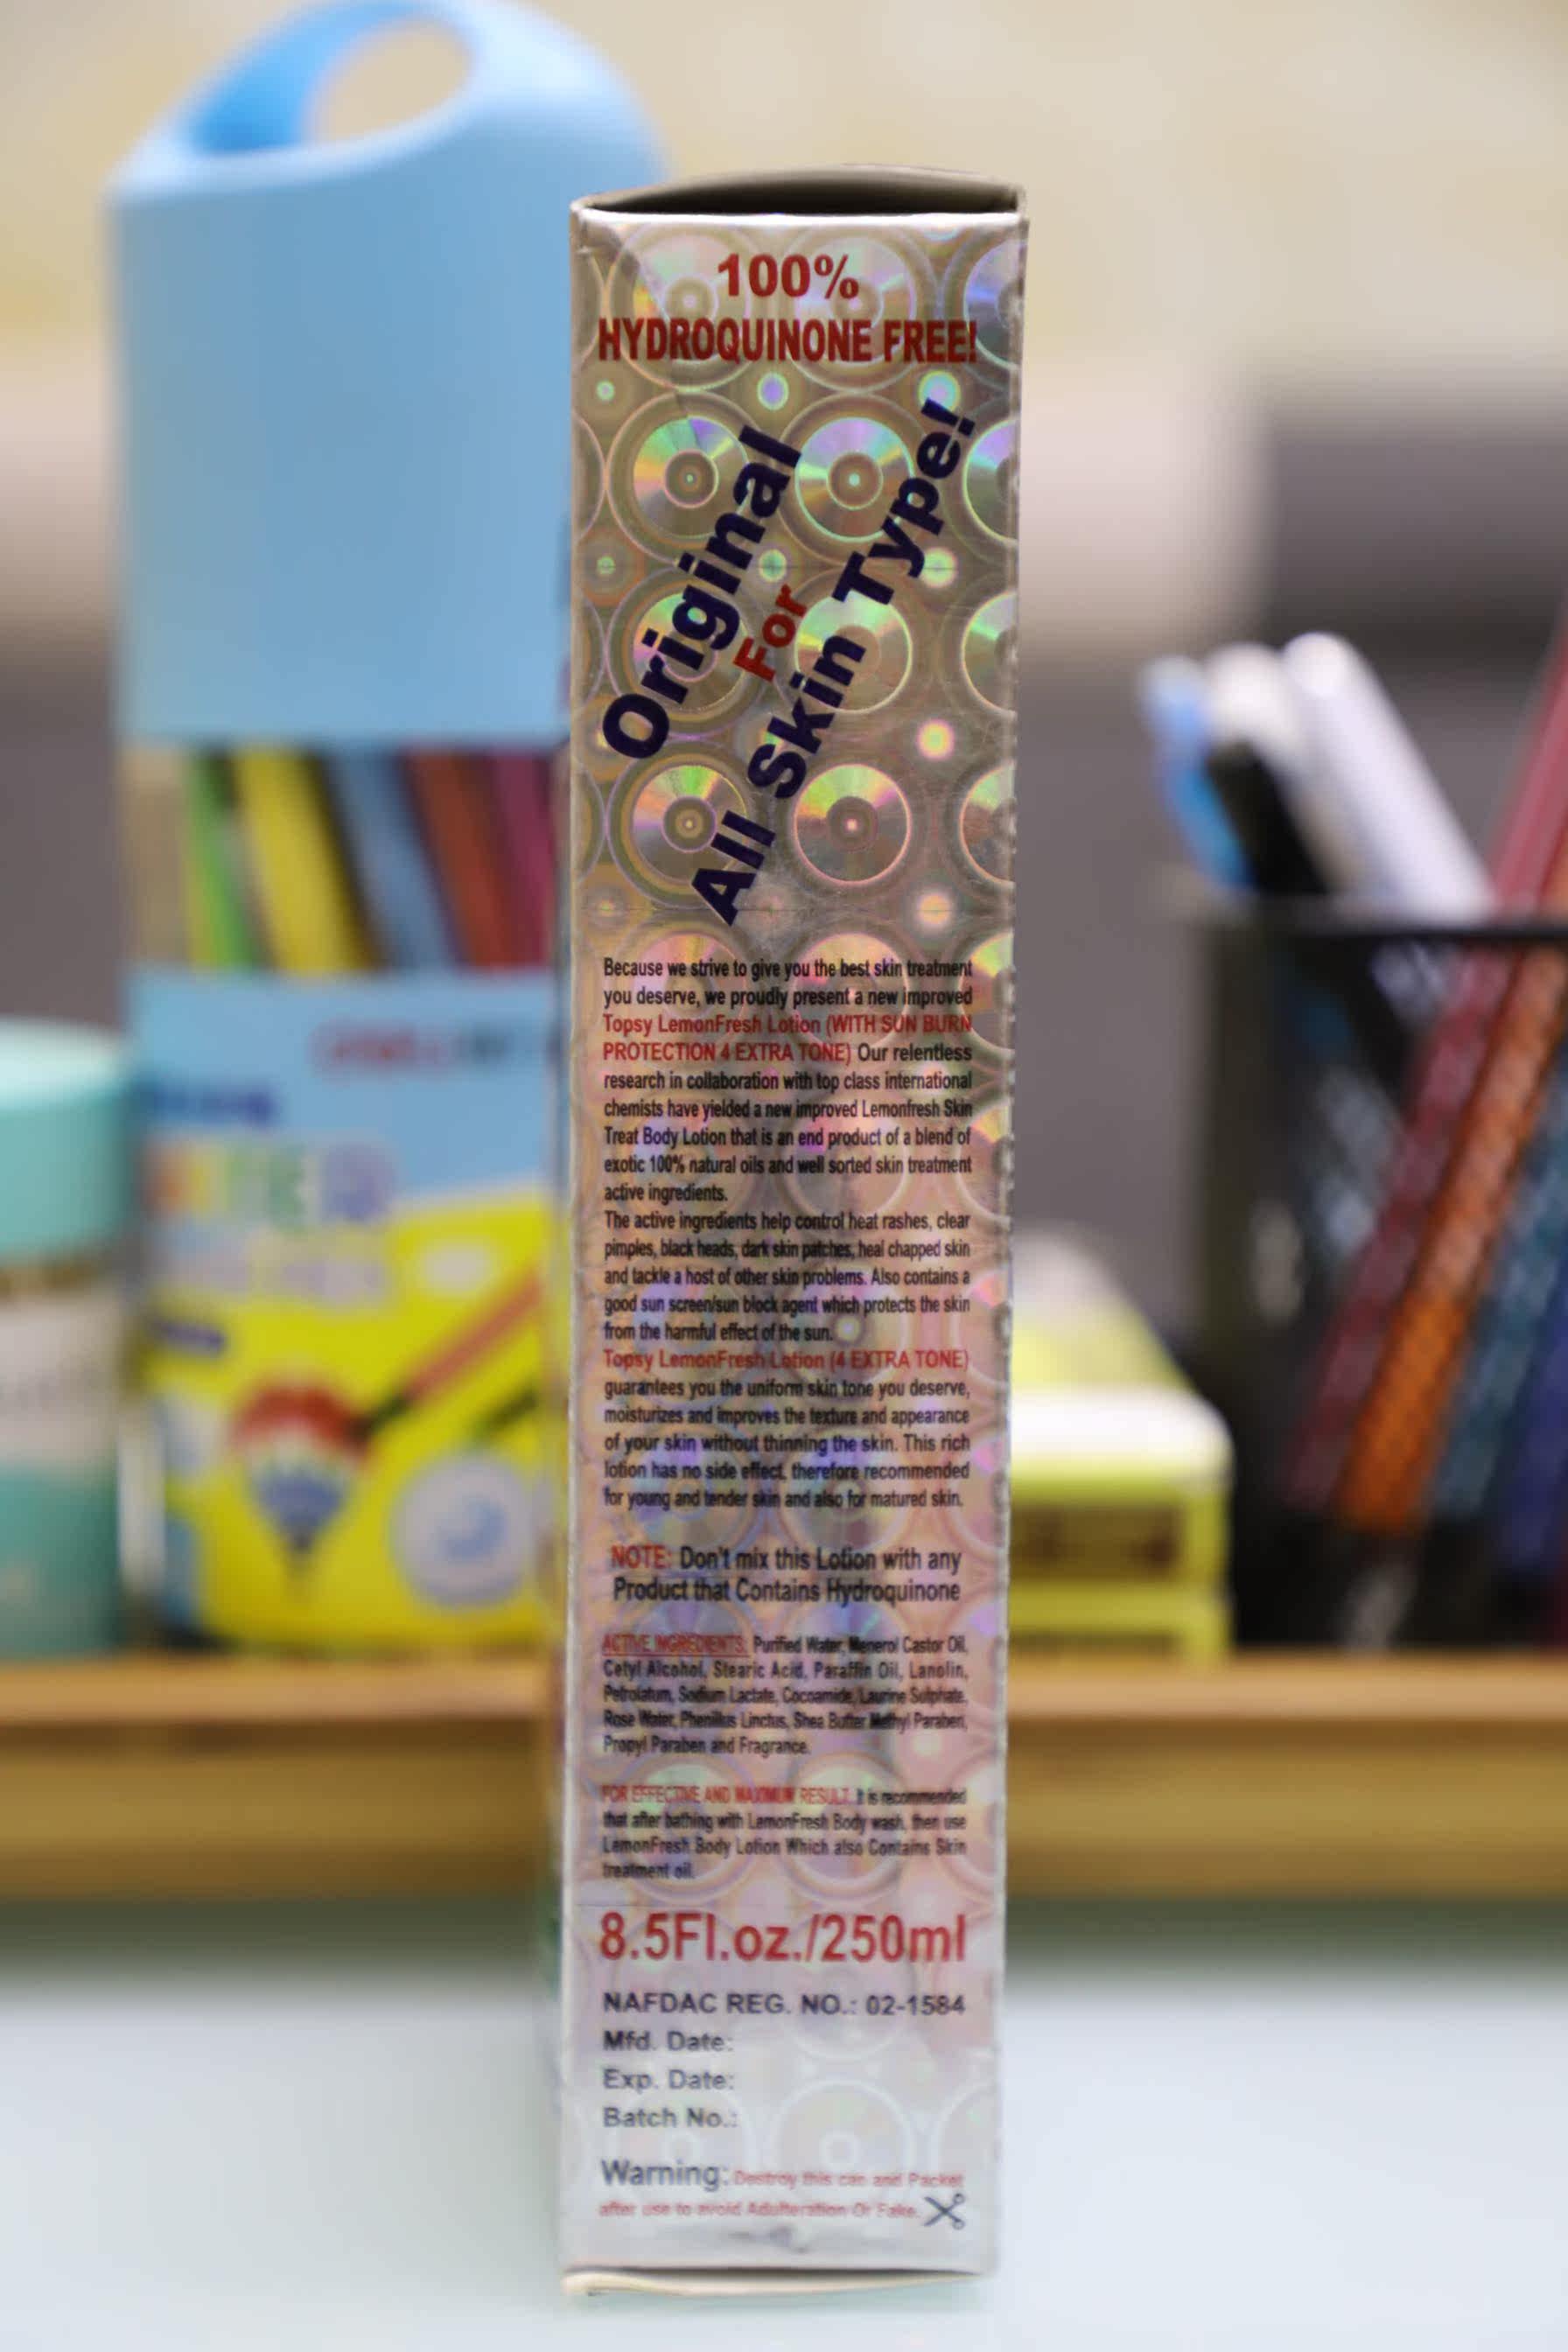 100%
HYDROQUINONE FREE!
Original
For
All Skin Type!
Because we strive to give you the best skin treatment
you deserve, we proudly present a new improved
Topsy LemonFresh Lotion (WITH SUN BURN
PROTECTION 4 EXTRA TONE) Our relentless
research in collaboration with top class international
chemists have yielded a new improved Lemonfresh Skin
Treat Body Lotion that is an end product of a blend of
exotic 100% natural oils and well sorted skin treatment
active ingredients.
The active ingredients help control heat rashes, clear
pimples, black heads, dark skin patches, heal chapped skin
and tackle a host of other skin problems. Also contains a
good sun screen/sun block agent which protects the skin
from the harmful effect of the sun.
Topsy LemonFresh Lotion (4 EXTRA TONE)
guarantees you the uniform skin tone you deserve,
moisturizes and improves the texture and appearance
of your skin without thinning the skin. This rich
lotion has no side effect, therefore recommended
for young and tender skin and also for matured skin.
NOTE: Don't mix this Lotion with any
Product that Contains Hydroquinone
ACTIVE INGREDIENTS: Purified Water, Menerol Castor Oil,
Cetyl Alcohol, Stearic Acid, Paraffin Oil, Lanolin,
Petrolatum, Sodium Lactate, Cocoamide, Laurine Sulphate,
Rose Water, Phenillus Linctus, Shea Butter Methyl Paraben,
Propyl Paraben and Fragrance.
FOR EFFECTIVE AND MAXIMUM RESULT. It is recommended
that after bathing with LemonFresh Body wash, then use
LemonFresh Body Lotion Which also Contains Skin
treatment oil.
8.5Fl.oz./250ml
NAFDAC REG. NO.: 02-1584
Mfd. Date:
Exp. Date:
Batch No.:
Warning: Destroy this can and Packet
after use to avoid Adulteration Or Fake.